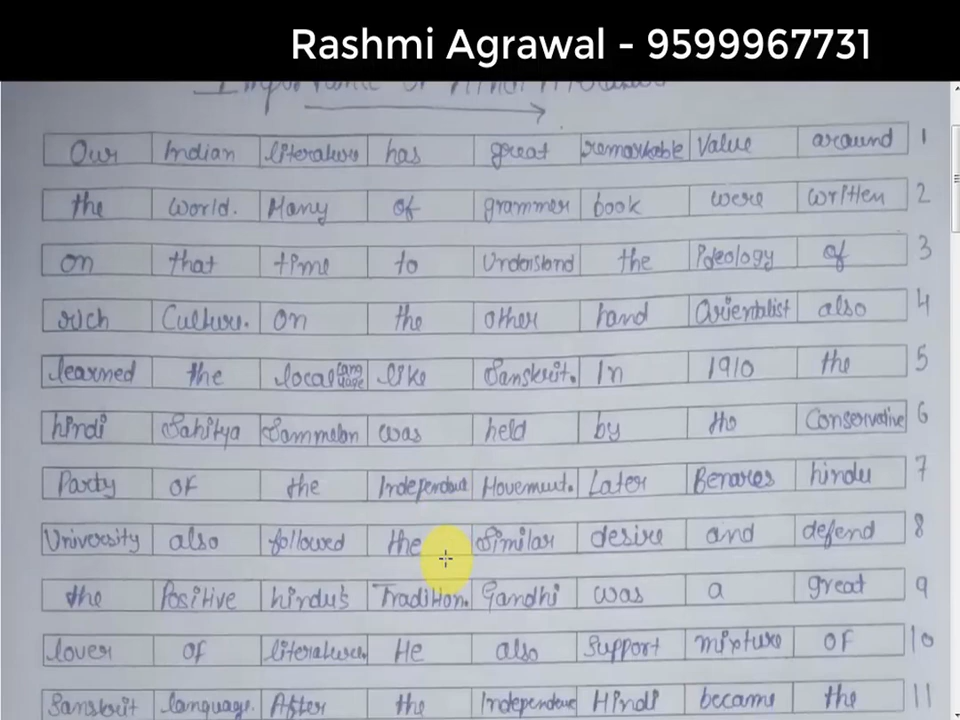 Rashmi Agrawal - 9599967731
Our Indian literature has great remarkable Value around 1
the world. Many of grammer book were written 2
on that time to Understand the Ideology of 3
rich Culture. on the other hand Orientalist also 4
learned the local language like Sanskrit. In 1910 the 5
hindi Sahitya Sammelan was held by the Conservative 6
Party of the Independent Movement. Later Benares hindu 7
University also followed the Similar desire and defend 8
the Positive hindu's Tradition. Gandhi was a great 9
lover of literature. He also Support mixture of 10
Sanskrit language. After the Independence Hindi became the 11